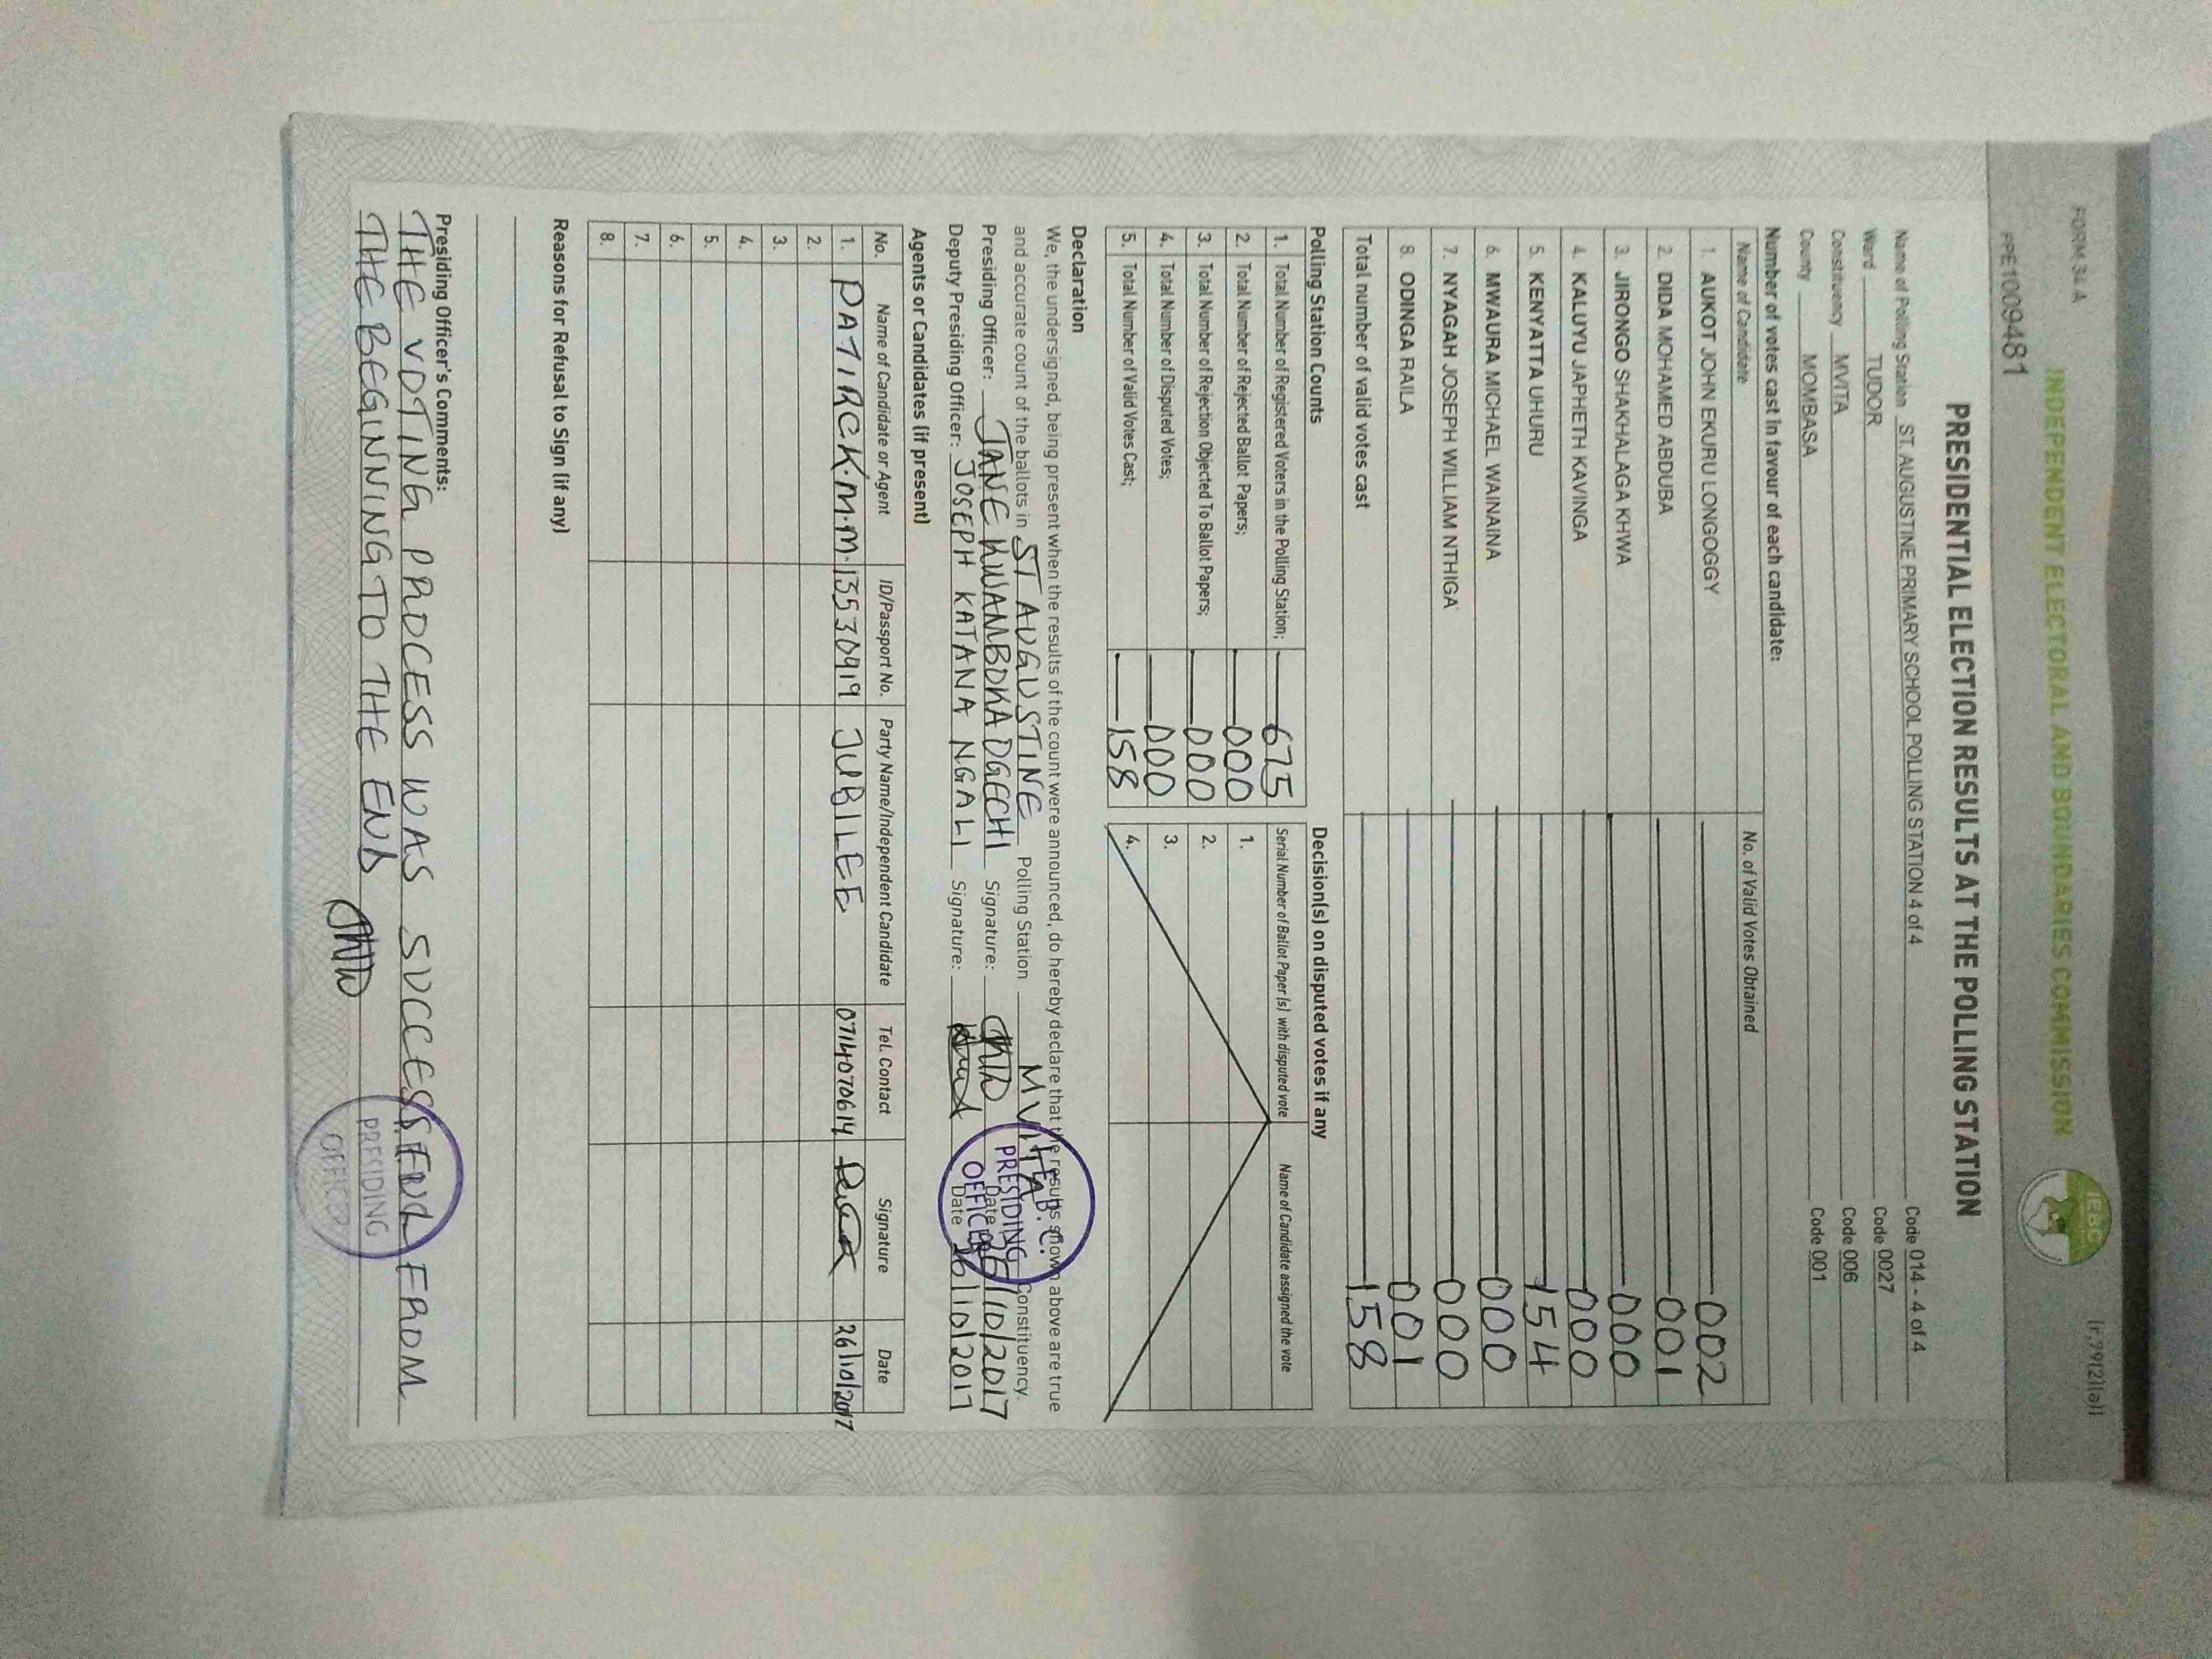 FORM 34 A
(r.79(2)(a))
INDEPENDENT ELECTORAL AND BOUNDARIES COMMISSION
IEBC
PPE1009481
PRESIDENTIAL ELECTION RESULTS AT THE POLLING STATION
Name of Polling Station ST. AUGUSTINE PRIMARY SCHOOL POLLING STATION 4 of 4 Code 014 - 4 of 4
Ward TUDOR Code 0027
Constituency MVITA Code 006
County MOMBASA Code 001
Number of votes cast in favour of each candidate:
Name of Candidate No. of Valid Votes Obtained
1. AUKOT JOHN EKURU LONGOGGY 002
2. DIDA MOHAMED ABDUBA 001
3. JIRONGO SHAKHALAGA KHWA 000
4. KALUYU JAPHETH KAVINGA 000
5. KENYATTA UHURU 154
6. MWAURA MICHAEL WAINAINA 000
7. NYAGAH JOSEPH WILLIAM NTHIGA 000
8. ODINGA RAILA 001
Total number of valid votes cast 158
Polling Station Counts
1. Total Number of Registered Voters in the Polling Station; 675
2. Total Number of Rejected Ballot Papers; 000
3. Total Number of Rejection Objected To Ballot Papers; 000
4. Total Number of Disputed Votes; 000
5. Total Number of Valid Votes Cast; 158
Decision(s) on disputed votes if any
Serial Number of Ballot Paper (s) with disputed vote Name of Candidate assigned the vote
1.
2.
3.
4.
Declaration
We, the undersigned, being present when the results of the count were announced, do hereby declare that the results shown above are true
and accurate count of the ballots in ST AUGUSTINE Polling Station MVITA Constituency.
Presiding Officer: JANE KWAMBOKA OGECHI Signature: Date 26/10/2017
Deputy Presiding Officer: JOSEPH KATANA NGALI Signature: Date 26/10/2017
I.E.B.C.
PRESIDING
OFFICER
Agents or Candidates (if present)
No. Name of Candidate or Agent ID/Passport No. Party Name/Independent Candidate Tel. Contact Signature Date
1. PATIRCK.M.M. 13530919 JUBILEE 0714070614 26/10/2017
2.
3.
4.
5.
6.
7.
8.
Reasons for Refusal to Sign (if any)
Presiding Officer's Comments:
THE VOTING PROCESS WAS SUCCESSFUL FROM
THE BEGINNING TO THE END
PRESIDING
OFFICER